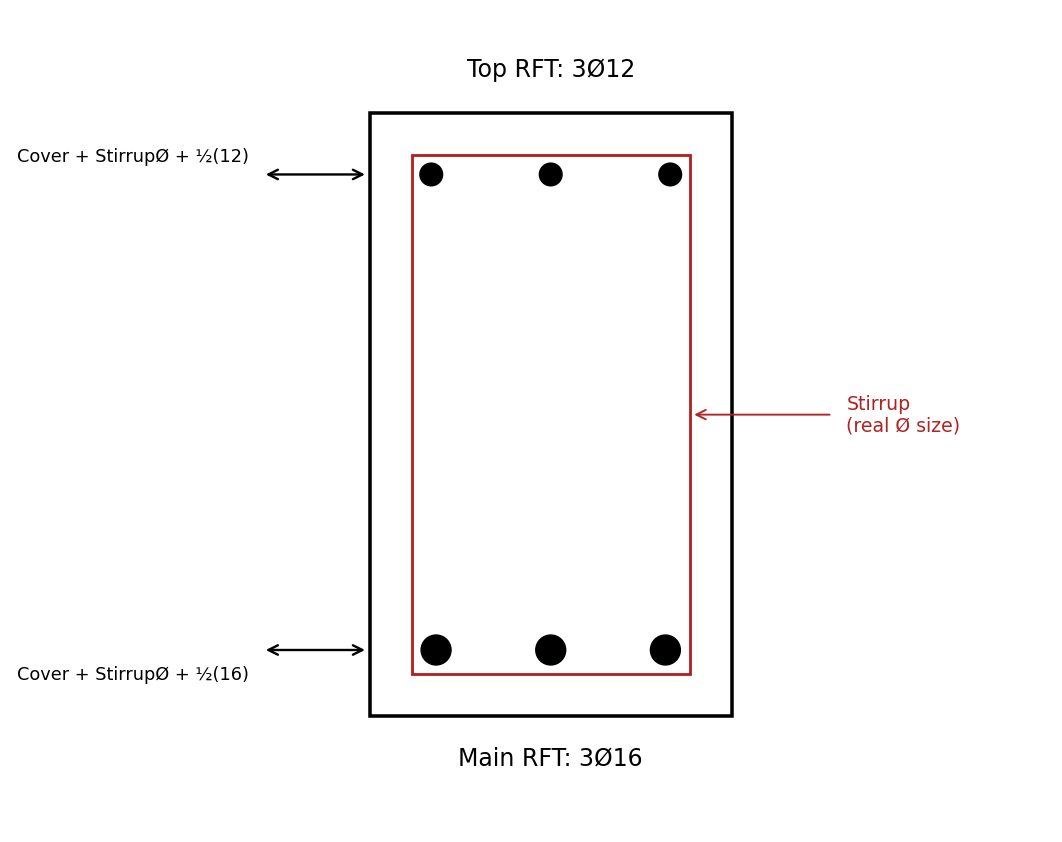 Top RFT: 3Ø12
Cover + StirrupØ + ½(12)
Stirrup
(real Ø size)
Cover + StirrupØ + ½(16)
Main RFT: 3Ø16